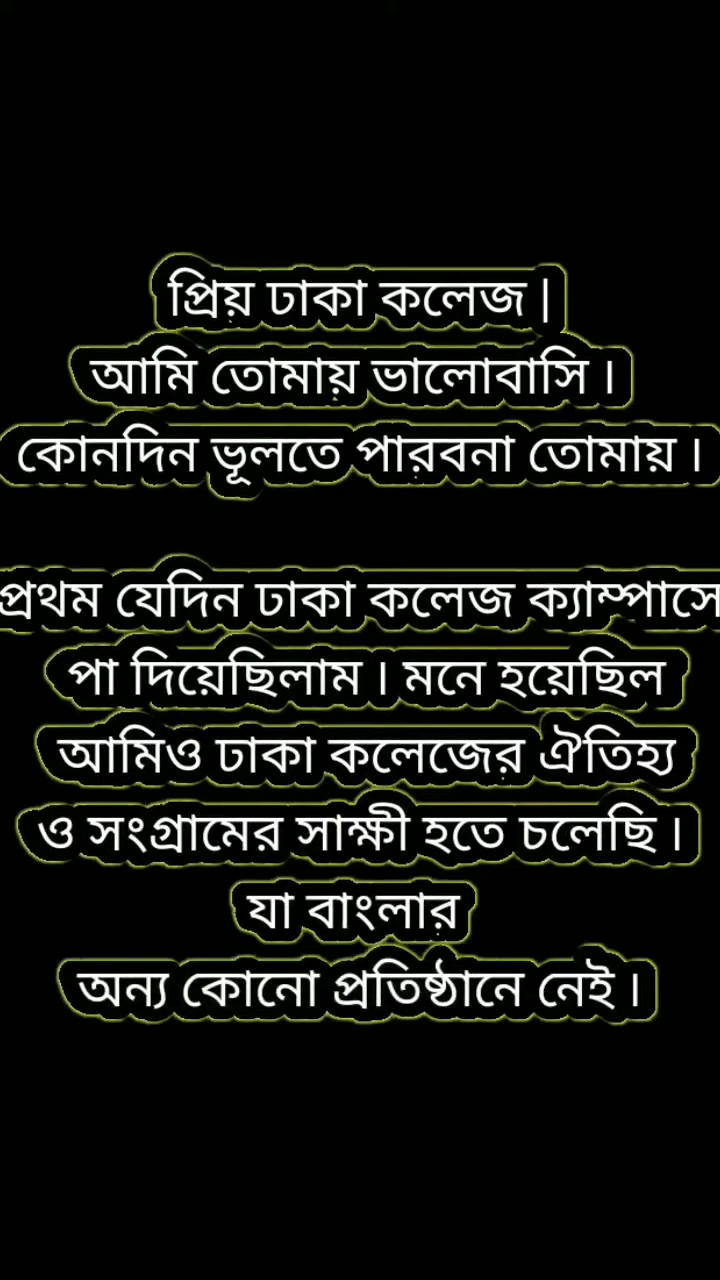 প্রিয় ঢাকা কলেজ |
আমি তোমায় ভালোবাসি ।
কোনদিন ভূলতে পারবনা তোমায় ।
প্রথম যেদিন ঢাকা কলেজ ক্যাম্পাসে
পা দিয়েছিলাম । মনে হয়েছিল
আমিও ঢাকা কলেজের ঐতিহ্য
ও সংগ্রামের সাক্ষী হতে চলেছি ।
যা বাংলার
অন্য কোনো প্রতিষ্ঠানে নেই ।